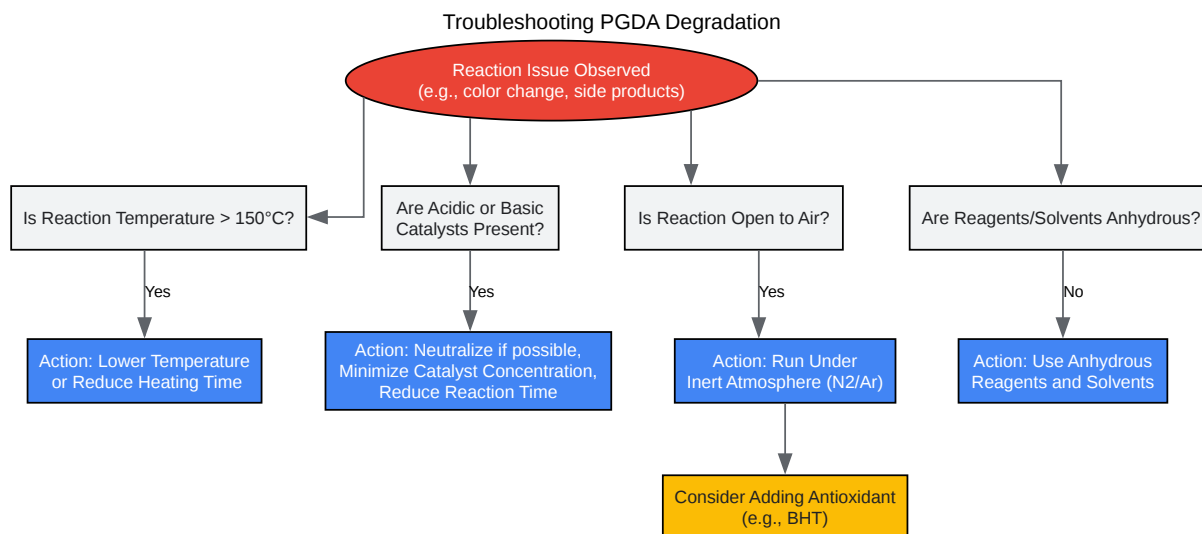 Troubleshooting PGDA Degradation
Reaction Issue Observed
(e.g., color change, side products)
Is Reaction Temperature > 150°C?
Are Acidic or Basic
Catalysts Present?
Is Reaction Open to Air?
Are Reagents/Solvents Anhydrous?
Yes
Yes
Yes
No
Action: Lower Temperature
or Reduce Heating Time
Action: Neutralize if possible,
Minimize Catalyst Concentration,
Reduce Reaction Time
Action: Run Under
Inert Atmosphere (N2/Ar)
Action: Use Anhydrous
Reagents and Solvents
Consider Adding Antioxidant
(e.g., BHT)